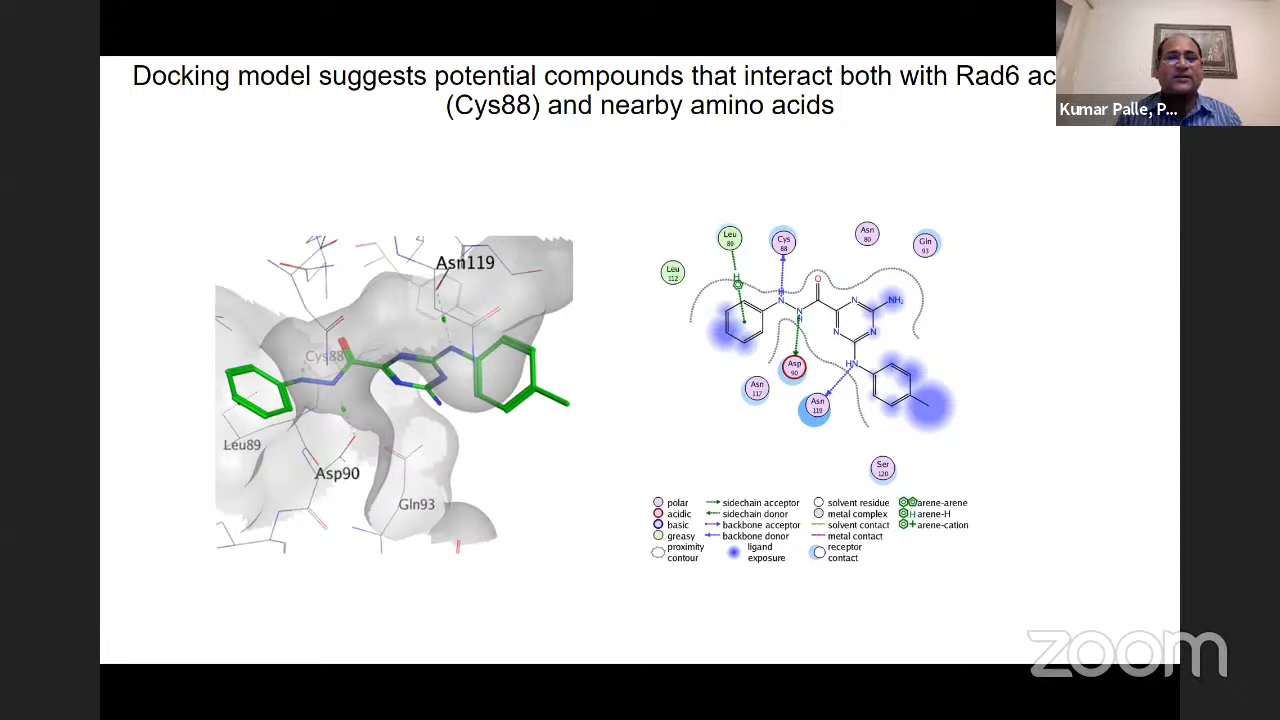 Docking model suggests potential compounds that interact both with Rad6 ac
(Cys88) and nearby amino acids
Kumar Palle, P...
Asn119
Cys88
Leu89
Asp90
Gln93
Leu
89
Cys
88
Asn
80
Gln
93
Leu
112
H
H
N
O
N
H
N
NH₂
N
N
HN
Asp
90
Asn
117
Asn
119
Ser
120
polar
acidic
basic
greasy
proximity
contour
sidechain acceptor
sidechain donor
backbone acceptor
backbone donor
ligand
exposure
solvent residue
metal complex
solvent contact
metal contact
receptor
contact
arene-arene
H arene-H
+ arene-cation
zoom